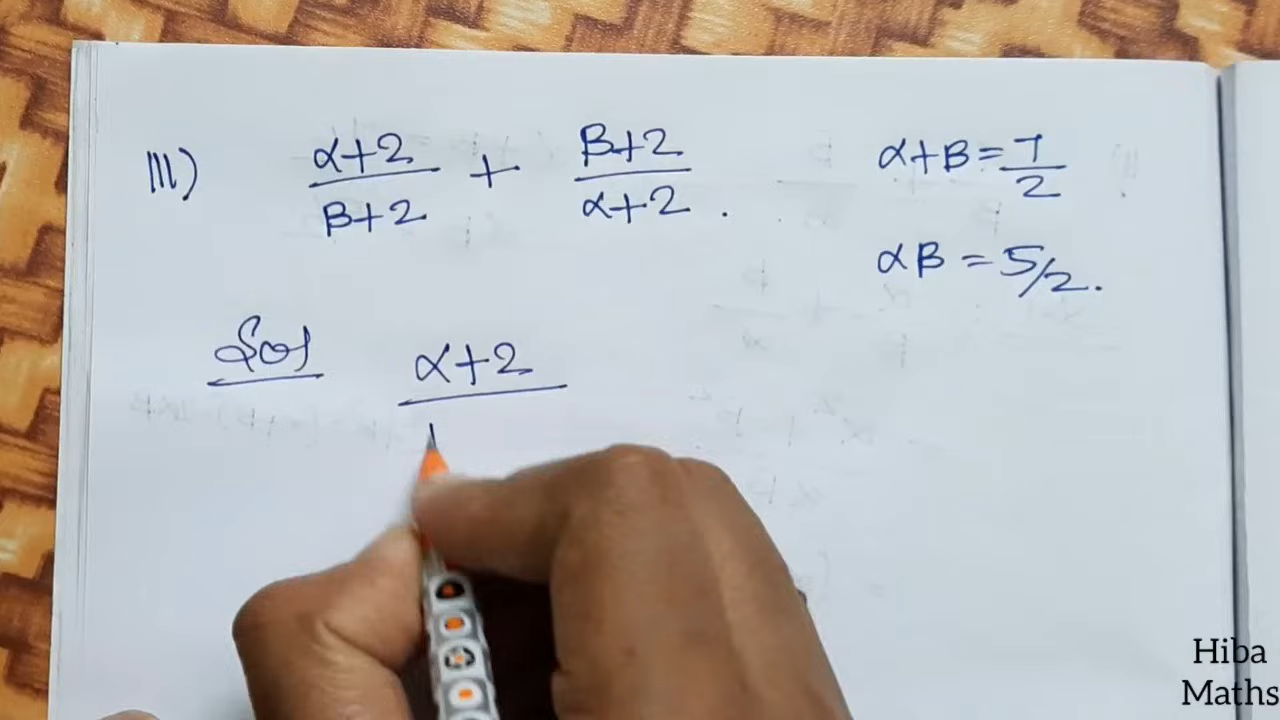 III) α+2/β+2 + β+2/α+2 . α+β = 7/2
αβ = 5/2.
Sol α+2
Hiba
Maths